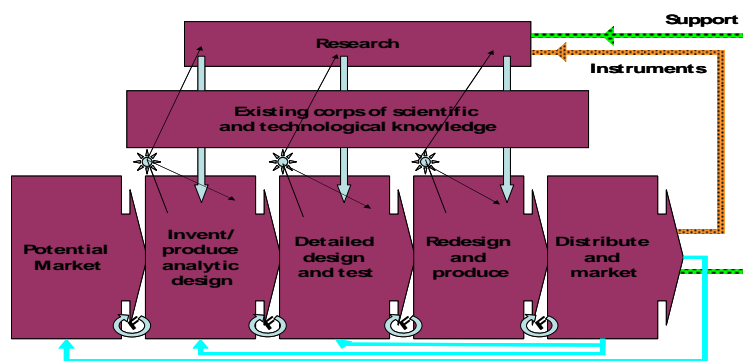 Support
Research
Instruments
Existing corps of scientific
and technological knowledge
Potential
Market
Invent/
produce
analytic
design
Detailed
design
and test
Redesign
and
produce
Distribute
and
market